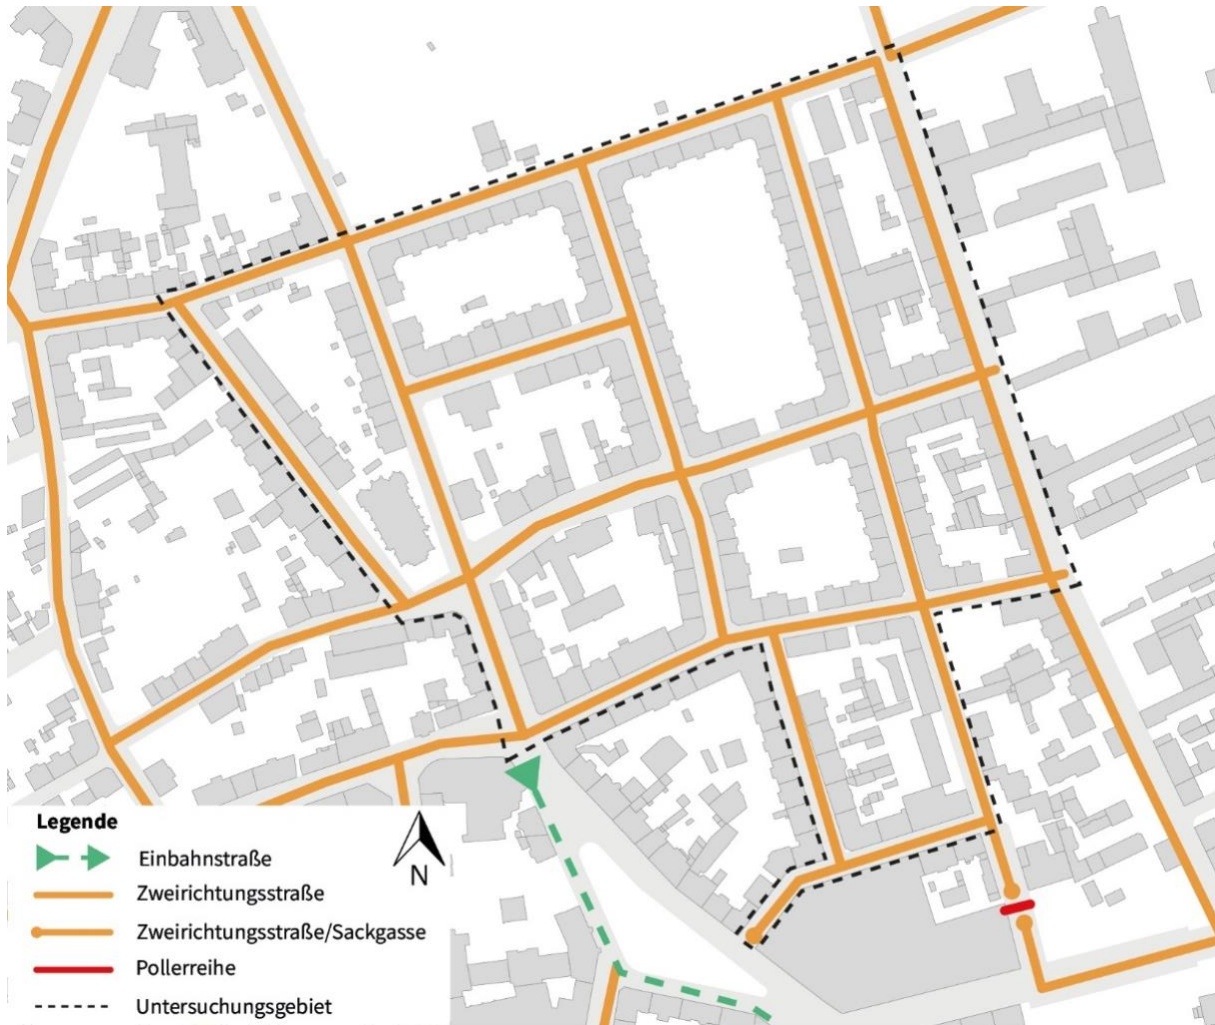 Legende
Einbahnstraße
Zweirichtungsstraße
Zweirichtungsstraße/Sackgasse
Pollerreihe
Untersuchungsgebiet
N